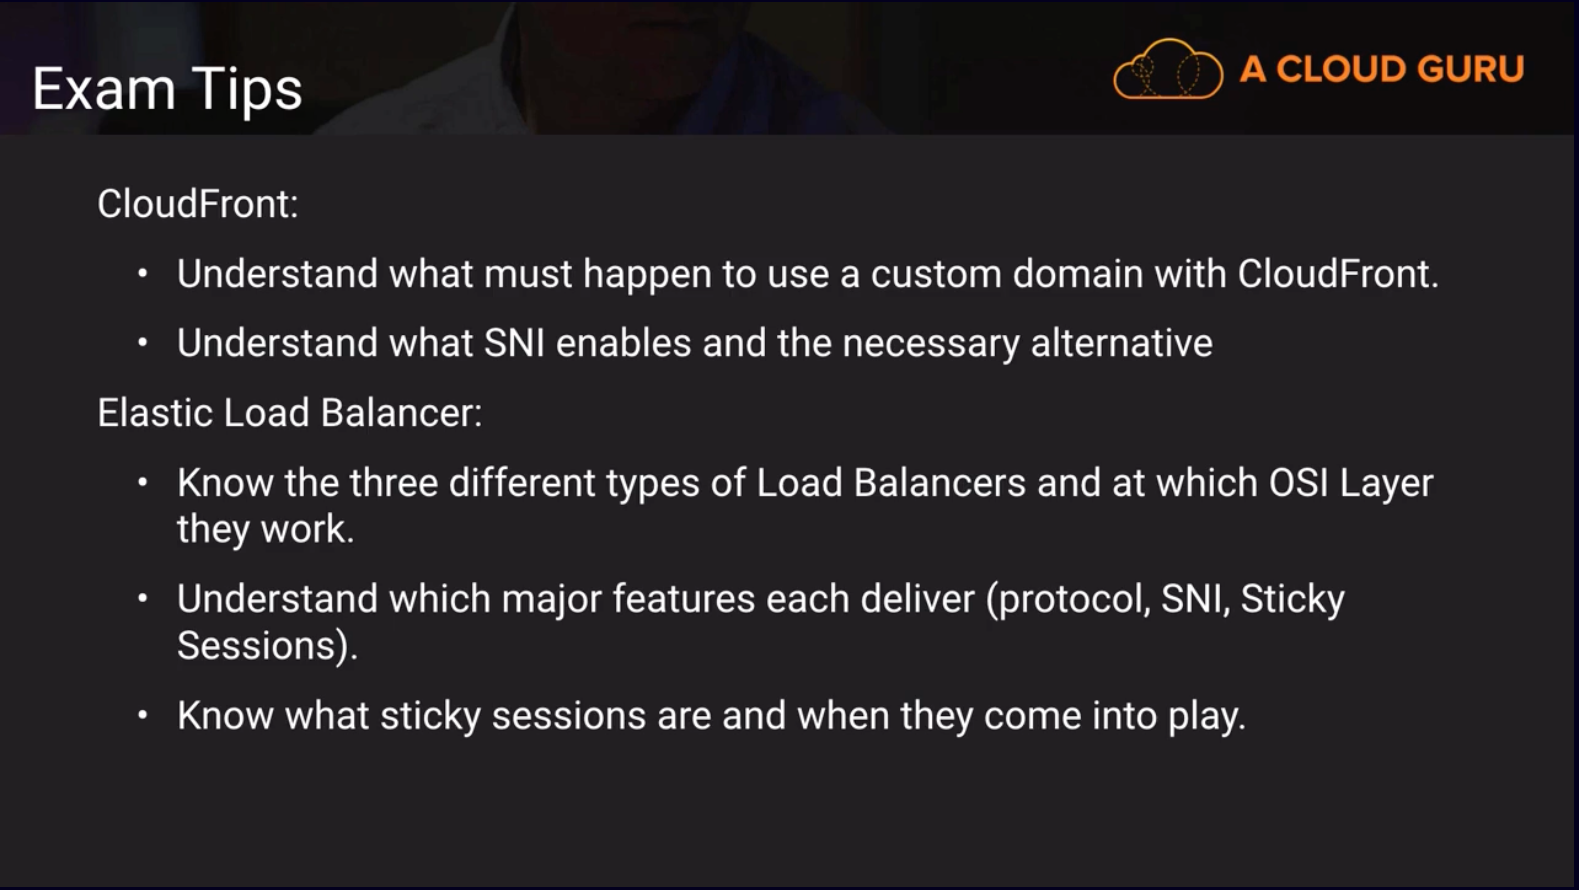 Exam Tips
A CLOUD GURU
CloudFront:
• Understand what must happen to use a custom domain with CloudFront.
• Understand what SNI enables and the necessary alternative
Elastic Load Balancer:
• Know the three different types of Load Balancers and at which OSI Layer
they work.
• Understand which major features each deliver (protocol, SNI, Sticky
Sessions).
• Know what sticky sessions are and when they come into play.